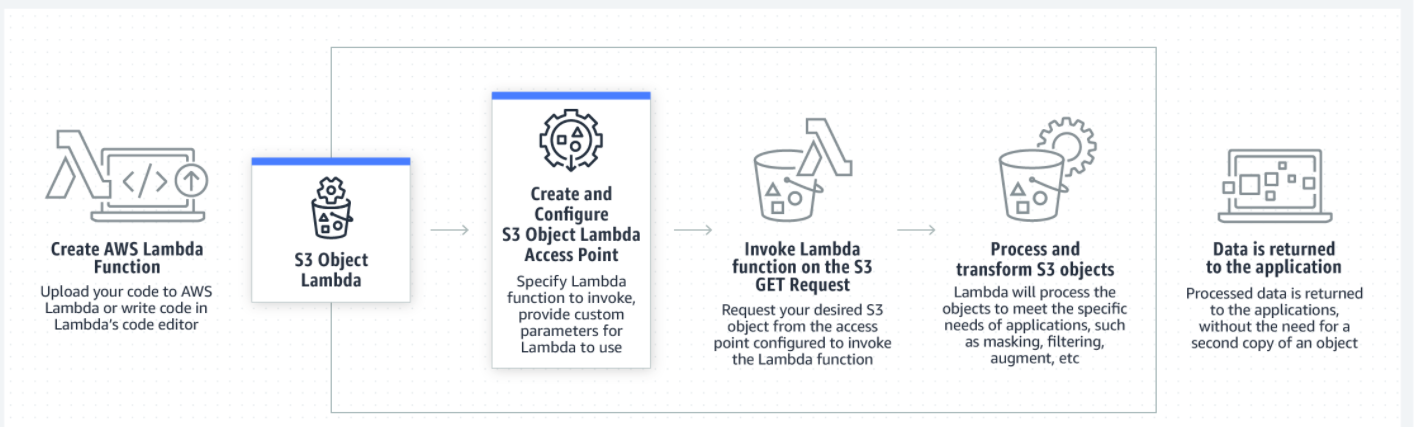 </>
Create AWS Lambda
Function
Upload your code to AWS
Lambda or write code in
Lambda's code editor
S3 Object
Lambda
Create and
Configure
S3 Object Lambda
Access Point
Specify Lambda
function to invoke,
provide custom
parameters for
Lambda to use
Invoke Lambda
function on the S3
GET Request
Request your desired S3
object from the access
point configured to invoke
the Lambda function
Process and
transform S3 objects
Lambda will process the
objects to meet the specific
needs of applications, such
as masking, filtering,
augment, etc
Data is returned
to the application
Processed data is returned
to the applications,
without the need for a
second copy of an object